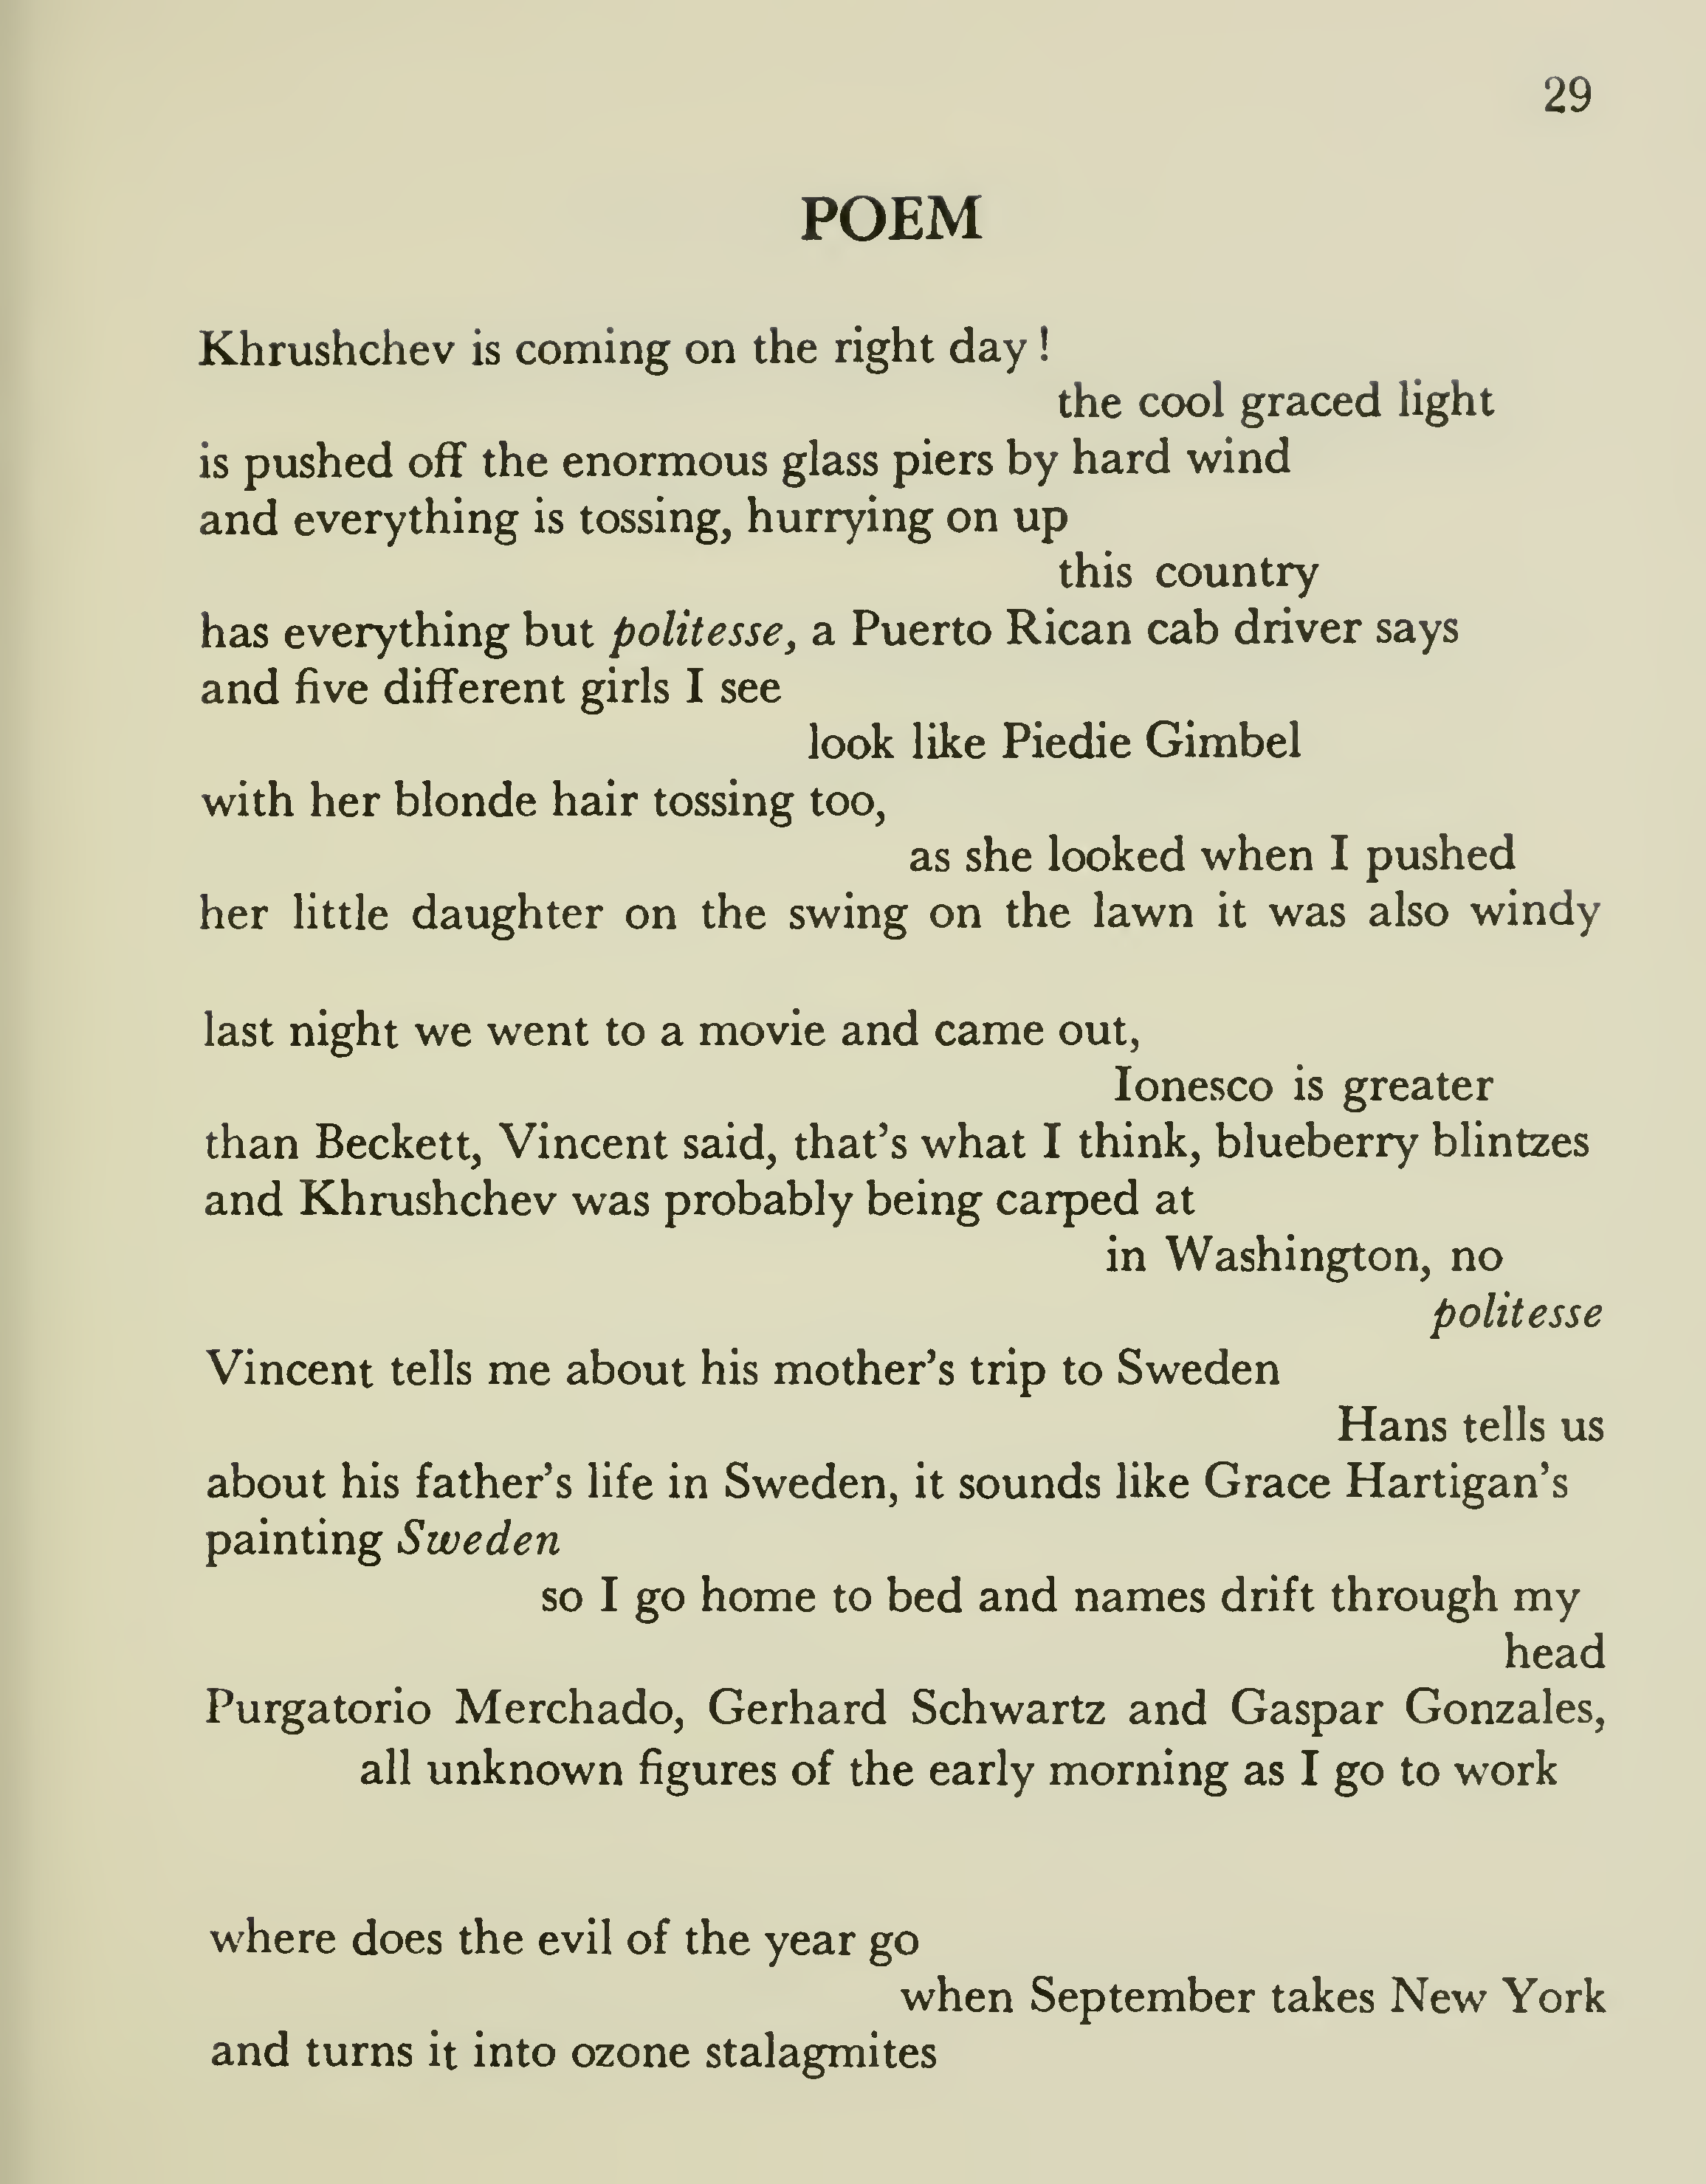 29
POEM
Khrushchev is coming on the right day!
the cool graced light
is pushed off the enormous glass piers by hard wind
and everything is tossing, hurrying on up
this country
has everything but politesse, a Puerto Rican cab driver says
and five different girls I see
look like Piedie Gimbel
with her blonde hair tossing too,
as she looked when I pushed
her little daughter on the swing on the lawn it was also windy
last night we went to a movie and came out,
Ionesco is greater
than Beckett, Vincent said, that's what I think, blueberry blintzes
and Khrushchev was probably being carped at
in Washington, no
politesse
Vincent tells me about his mother's trip to Sweden
Hans tells us
about his father's life in Sweden, it sounds like Grace Hartigan's
painting Sweden
so I go home to bed and names drift through my
head
Purgatorio Merchado, Gerhard Schwartz and Gaspar Gonzales,
all unknown figures of the early morning as I go to work
where does the evil of the year go
when September takes New York
and turns it into ozone stalagmites